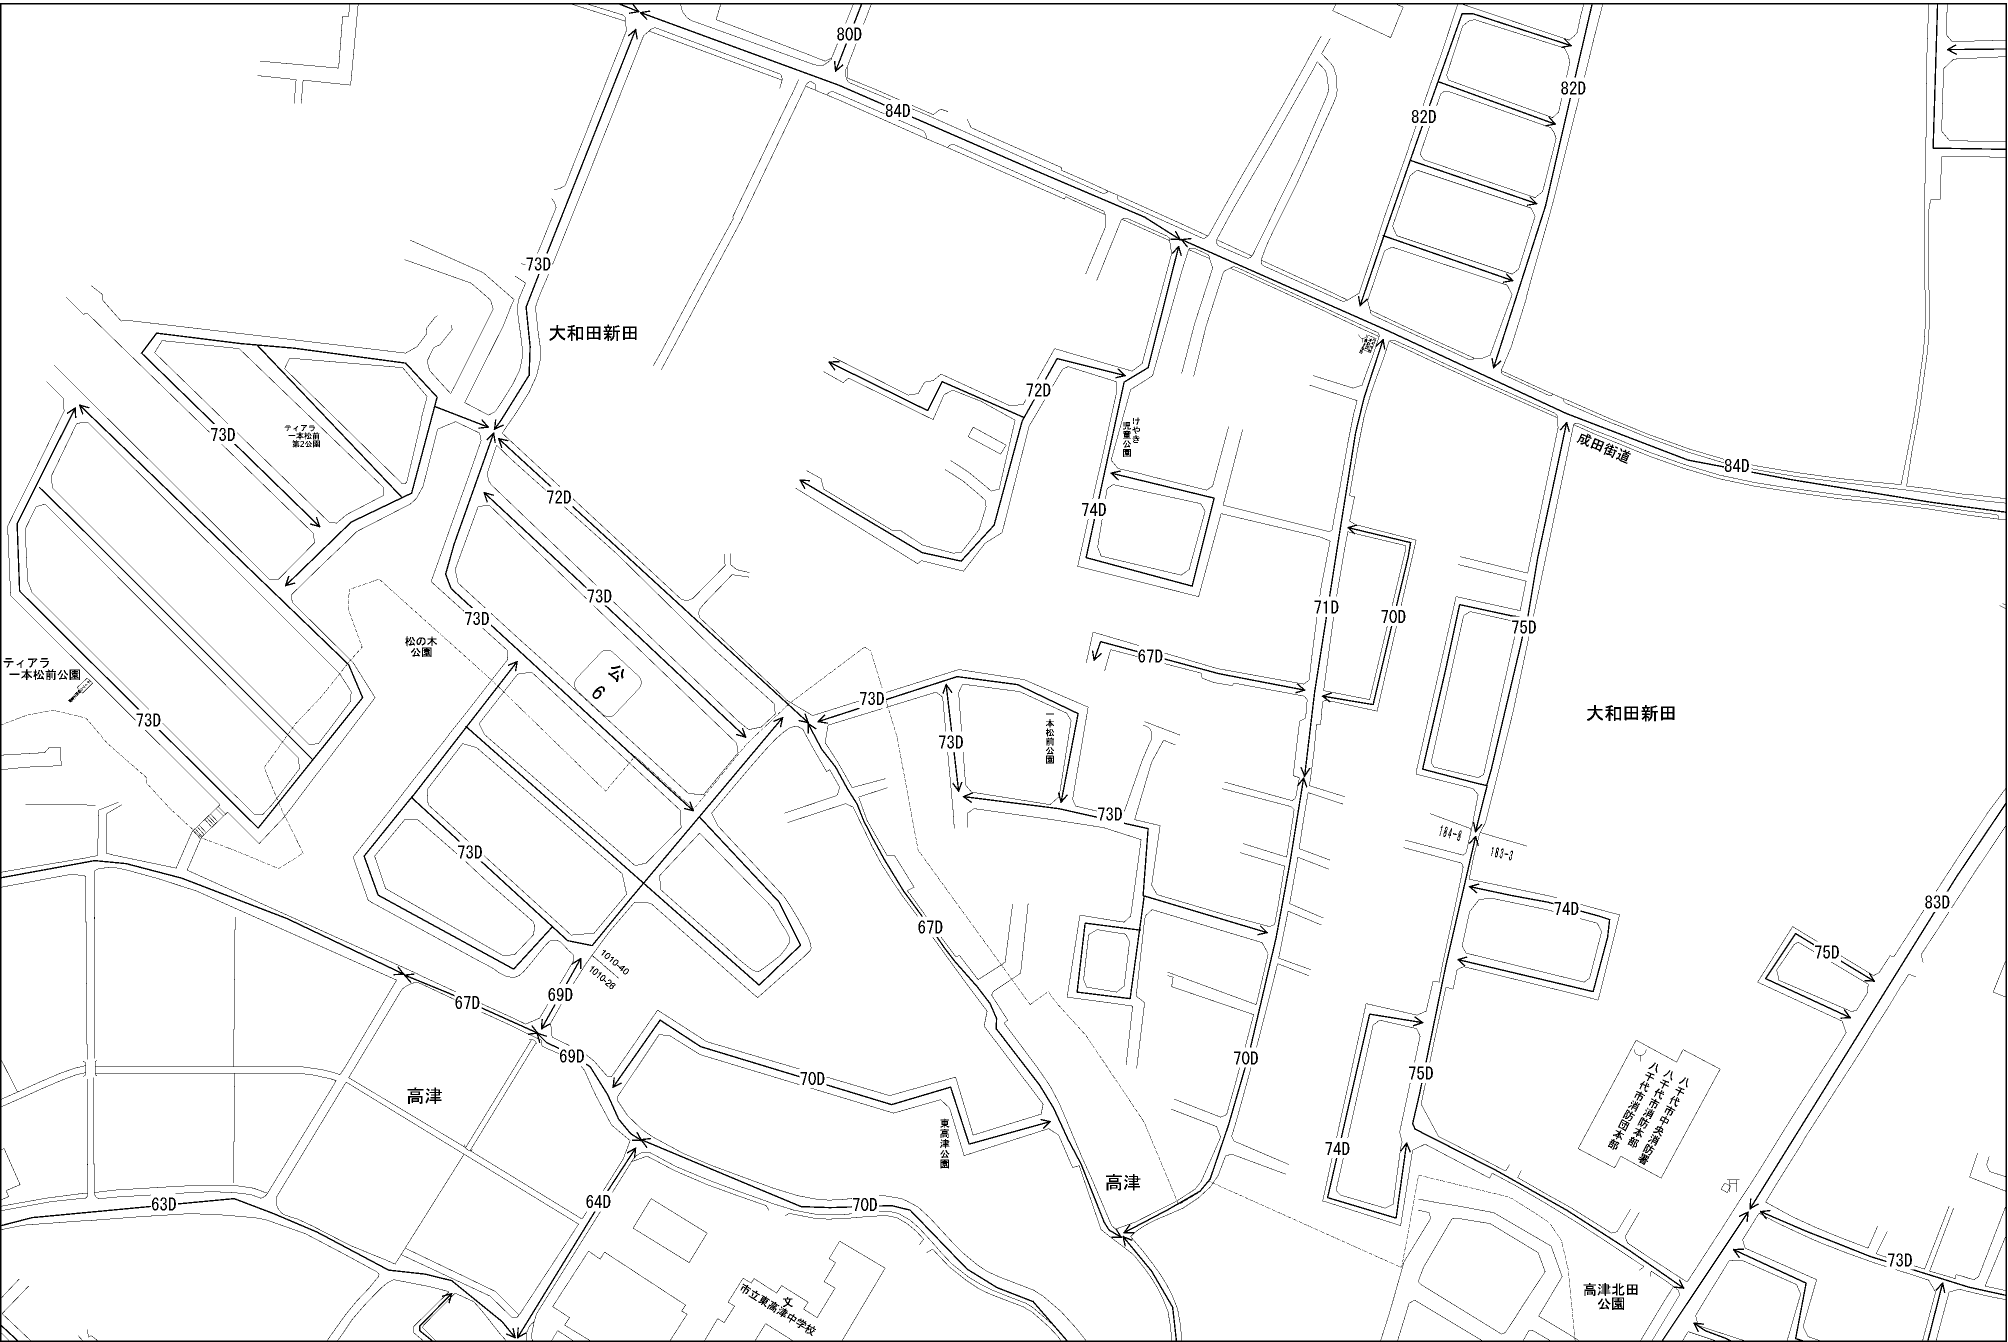 80D
84D
82D
82D
73D
大和田新田
72D
73D
ティアラ
一本松前
第2公園
けやき
児童公園
成田街道
84D
72D
74D
73D
73D
71D
70D
75D
松の木
公園
公
6
67D
ティアラ
一本松前公園
73D
73D
73D
一本松前公園
大和田新田
73D
184-8
183-3
73D
67D
74D
83D
75D
1010-40
1010-28
67D
69D
69D
70D
70D
75D
高津
東高津公園
74D
八千代市中央消防署
八千代市消防本部
八千代市消防団本部
高津
63D
64D
70D
73D
市立東高津中学校
文
高津北田
公園